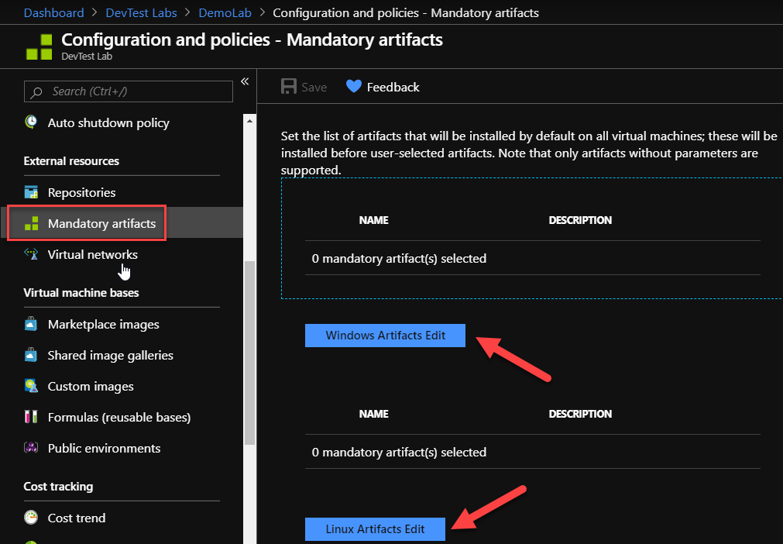 Dashboard > DevTest Labs > DemoLab > Configuration and policies - Mandatory artifacts
Configuration and policies - Mandatory artifacts
DevTest Lab
Search (Ctrl+/)
«
Auto shutdown policy
External resources
Repositories
Mandatory artifacts
Virtual networks
Virtual machine bases
Marketplace images
Shared image galleries
Custom images
Formulas (reusable bases)
Public environments
Cost tracking
Cost trend
Save
Feedback
Set the list of artifacts that will be installed by default on all virtual machines; these will be
installed before user-selected artifacts. Note that only artifacts without parameters are
supported.
NAME DESCRIPTION
0 mandatory artifact(s) selected
Windows Artifacts Edit
NAME DESCRIPTION
0 mandatory artifact(s) selected
Linux Artifacts Edit